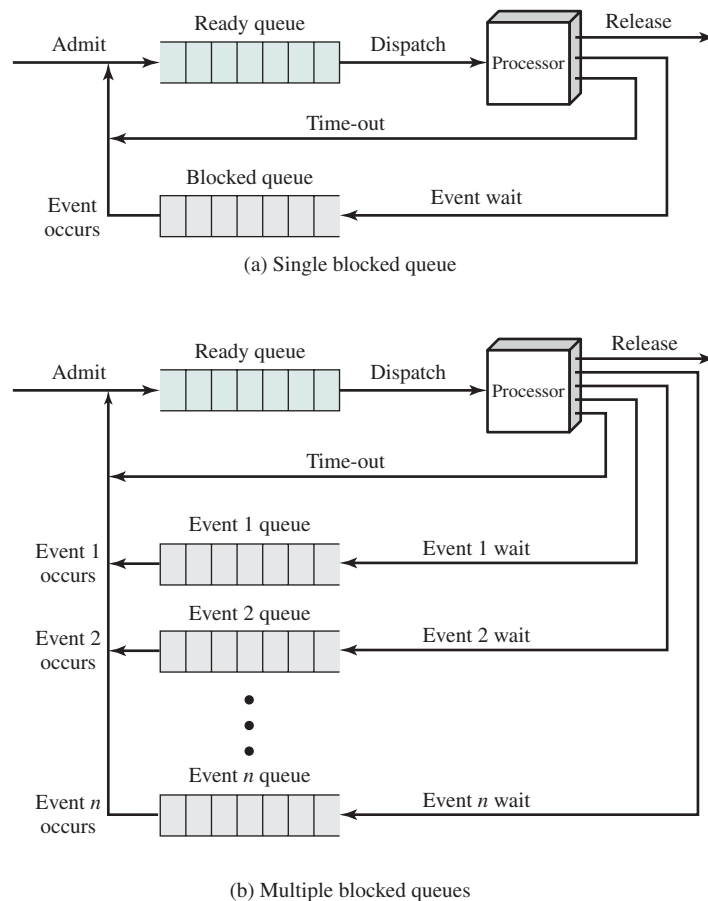 Ready queue
Release
Admit
Dispatch
Processor
Time-out
Blocked queue
Event
occurs
Event wait
(a) Single blocked queue
Ready queue
Release
Admit
Dispatch
Processor
Time-out
Event 1 queue
Event 1
occurs
Event 1 wait
Event 2 queue
Event 2
occurs
Event 2 wait
Event n queue
Event n
occurs
Event n wait
(b) Multiple blocked queues